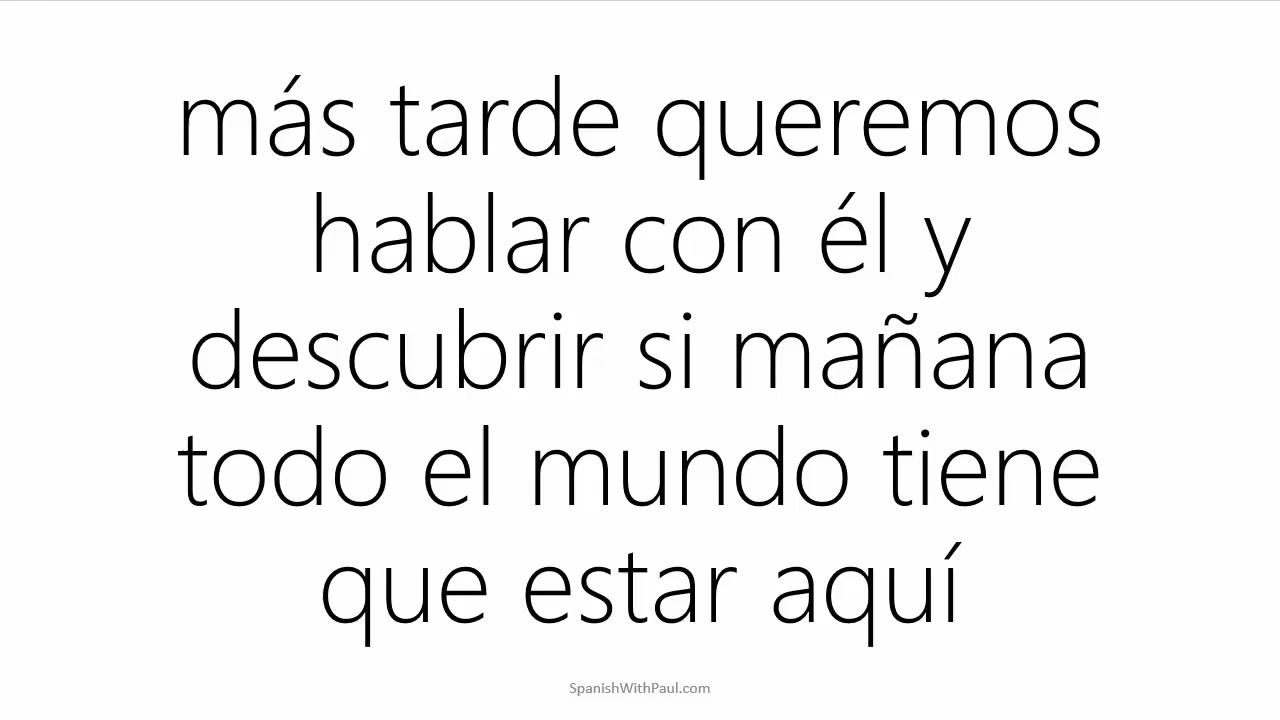 más tarde queremos
hablar con él y
descubrir si mañana
todo el mundo tiene
que estar aquí
SpanishWithPaul.com